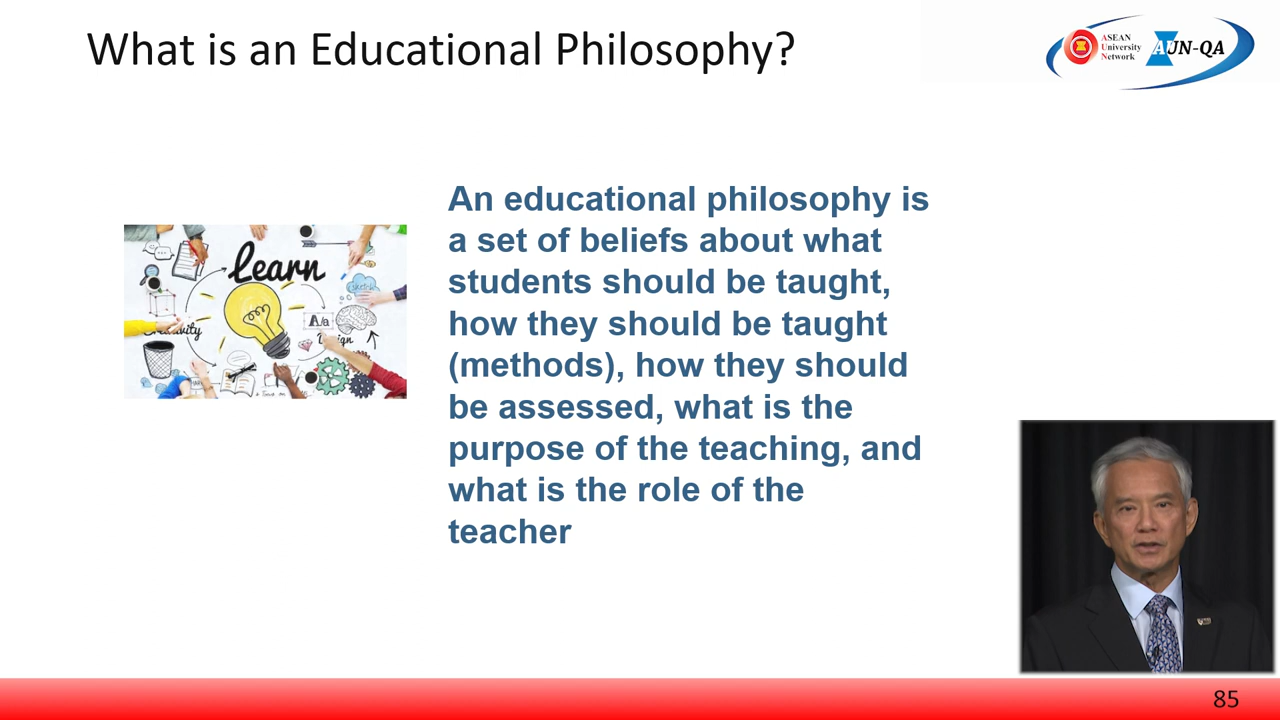 What is an Educational Philosophy?
ASEAN
University
Network
AUN-QA
An educational philosophy is
a set of beliefs about what
students should be taught,
how they should be taught
(methods), how they should
be assessed, what is the
purpose of the teaching, and
what is the role of the
teacher
Learn
sketch
A/a
85